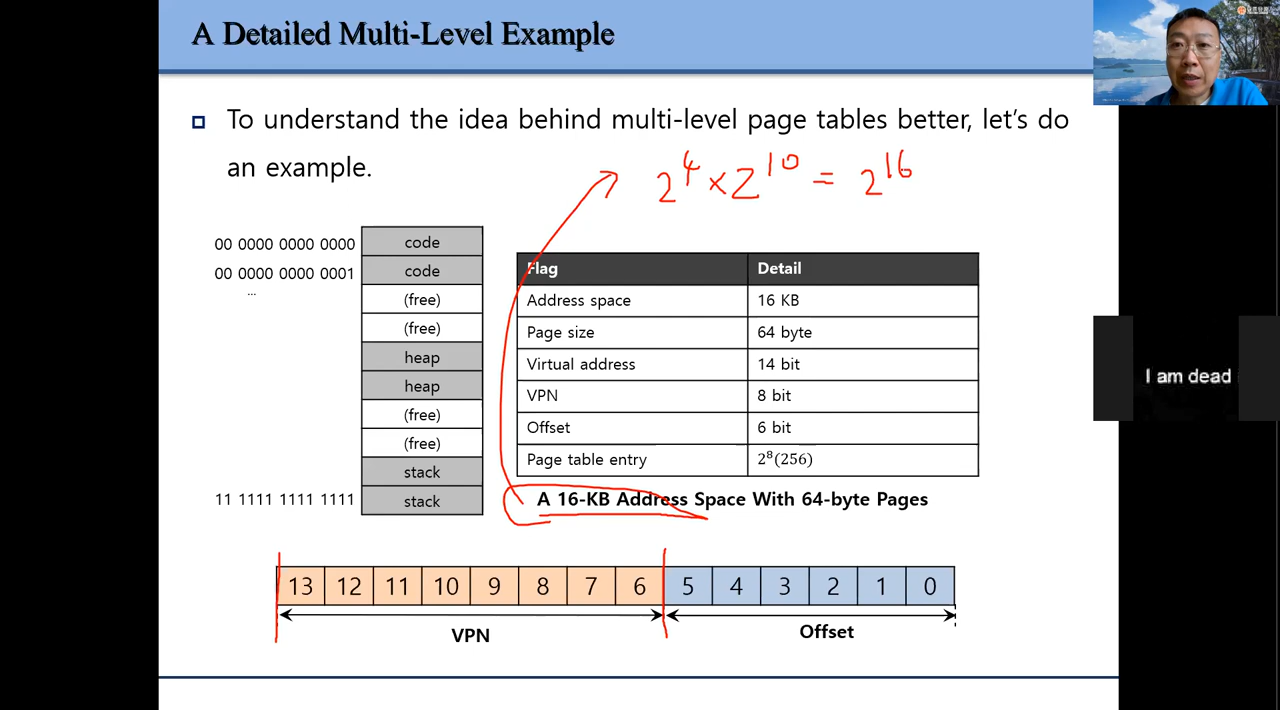 A Detailed Multi-Level Example
To understand the idea behind multi-level page tables better, let's do
an example.
2⁴ × 2¹⁰ = 2¹⁶
00 0000 0000 0000 code
00 0000 0000 0001 code
...
(free)
(free)
heap
heap
(free)
(free)
stack
11 1111 1111 1111 stack
Flag Detail
Address space 16 KB
Page size 64 byte
Virtual address 14 bit
VPN 8 bit
Offset 6 bit
Page table entry 2⁸(256)
A 16-KB Address Space With 64-byte Pages
13 12 11 10 9 8 7 6 5 4 3 2 1 0
VPN Offset
I am dead